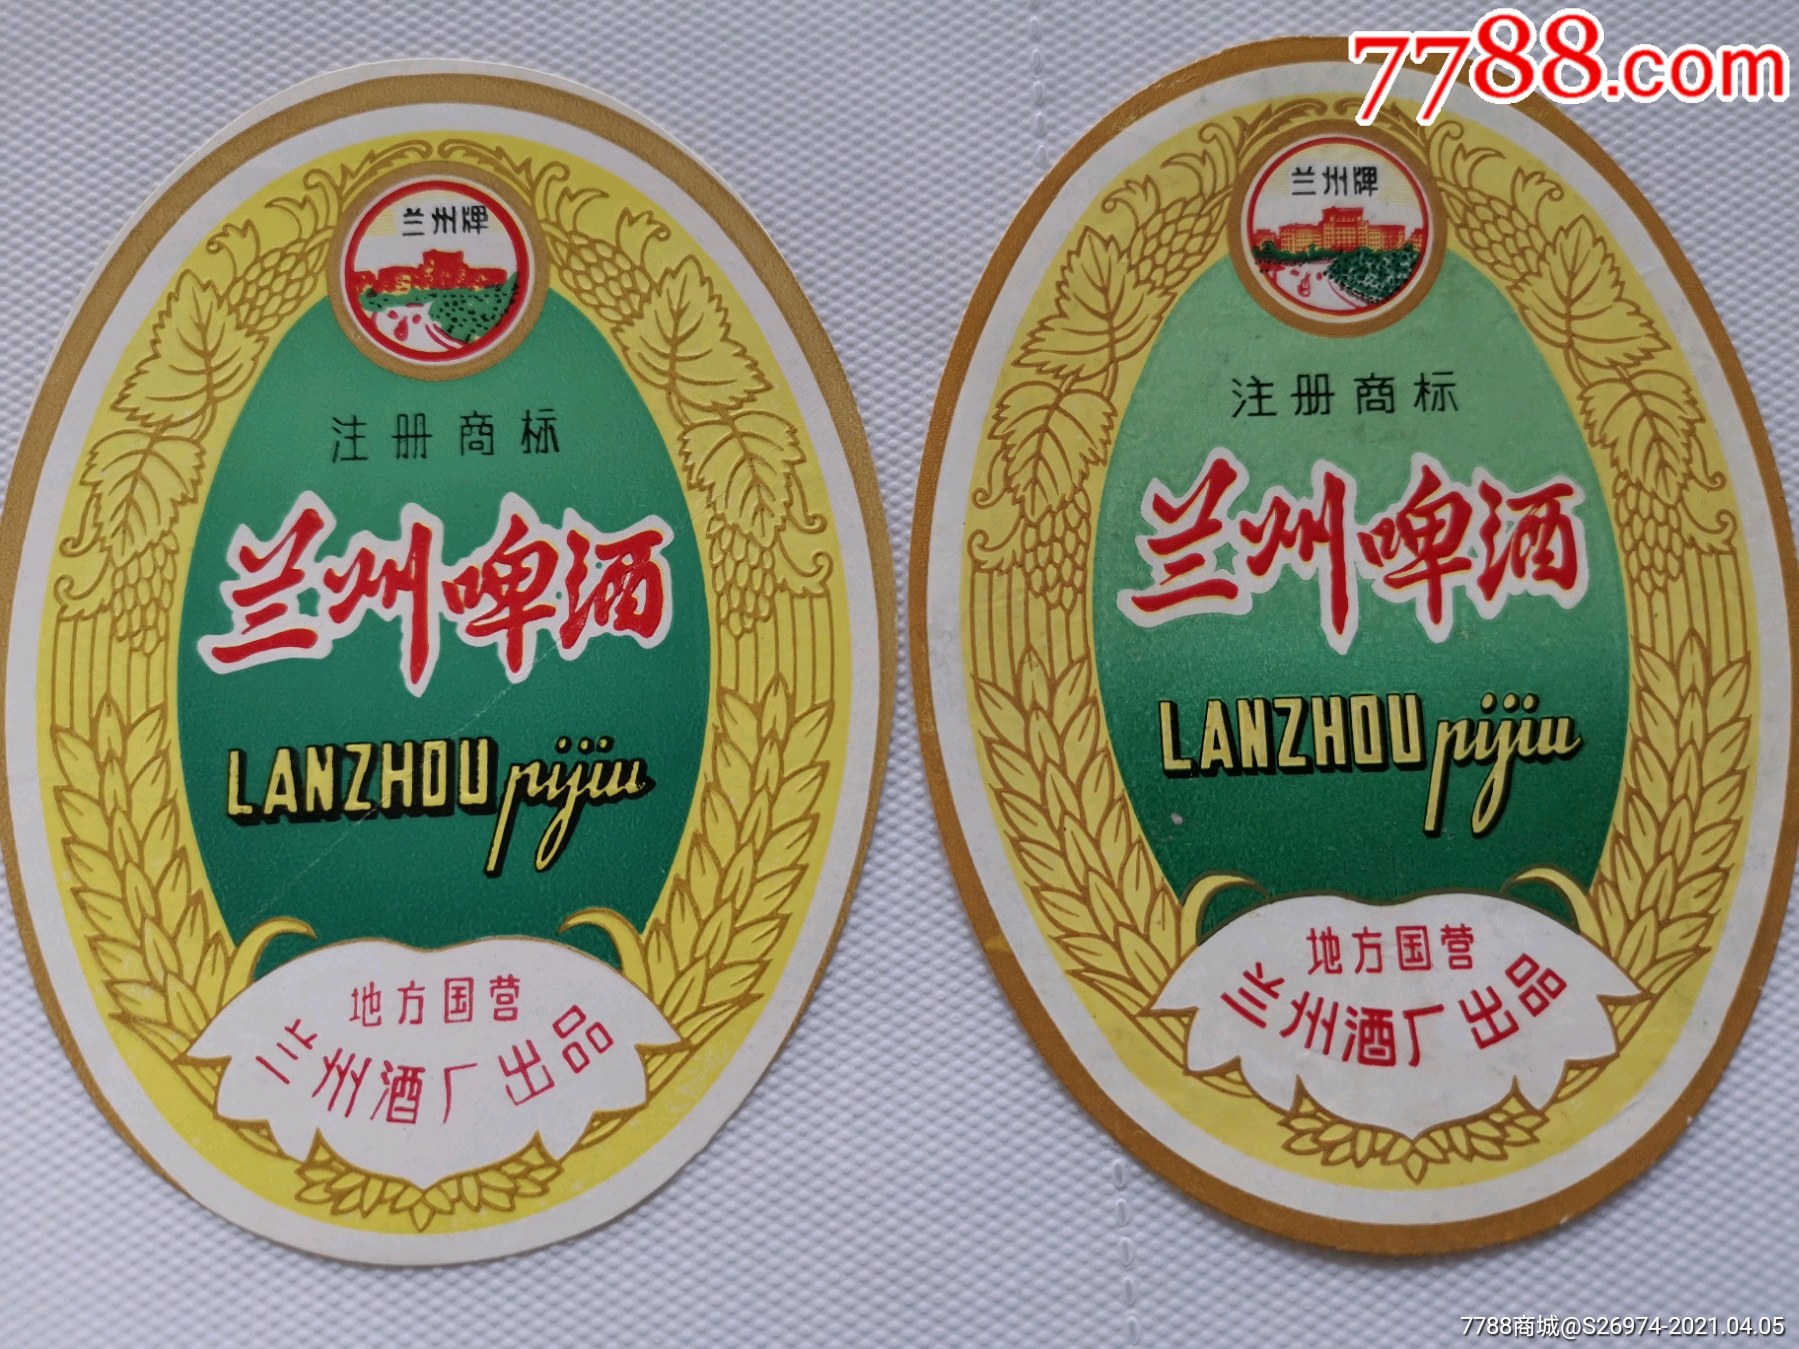 7788.com
兰州牌
注册商标
兰州啤酒
LANZHOU pijiu
地方国营
兰州酒厂出品
兰州牌
注册商标
兰州啤酒
LANZHOU pijiu
地方国营
兰州酒厂出品
7788商城@S26974-2021.04.05